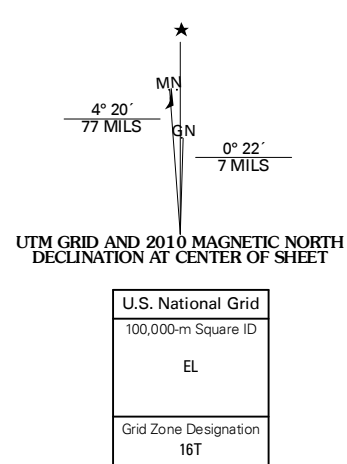 MN
4° 20´
77 MILS
GN
0° 22´
7 MILS
UTM GRID AND 2010 MAGNETIC NORTH
DECLINATION AT CENTER OF SHEET
U.S. National Grid
100,000-m Square ID
EL
Grid Zone Designation
16T